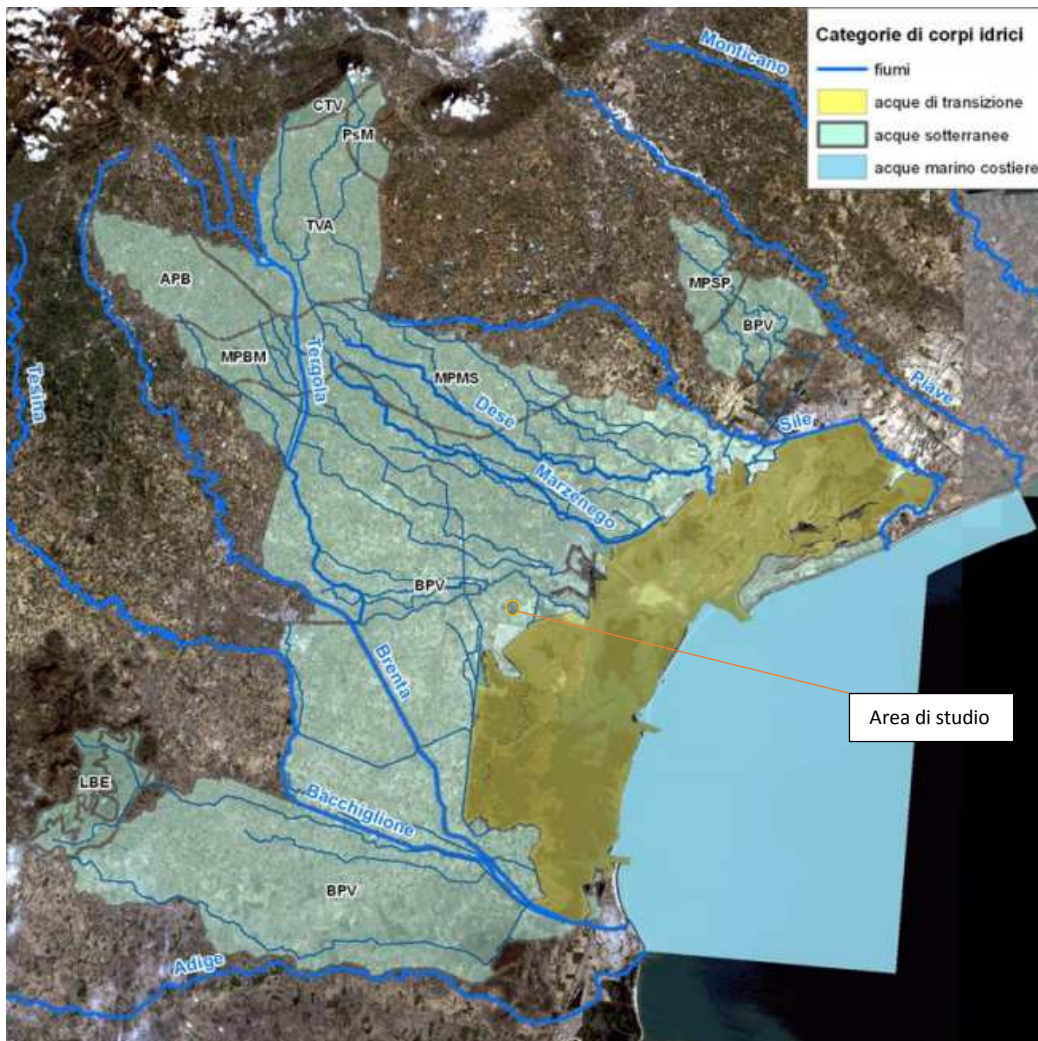 Categorie di corpi idrici
fiumi
acque di transizione
acque sotterranee
acque marino costiere
Monticano
CTV
PsM
TVA
APB
MPSP
BPV
MPBM
Tergola
MPMS
Dese
Tesina
Piave
Sile
Marzenego
BPV
Brenta
Area di studio
LBE
Bacchiglione
BPV
Adige